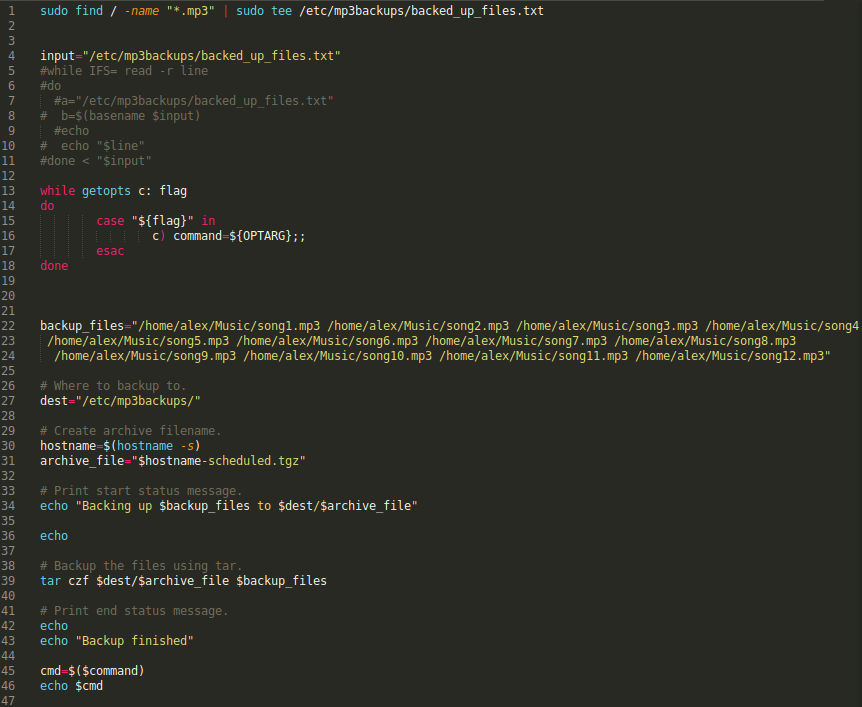 1 sudo find / -name "*.mp3" | sudo tee /etc/mp3backups/backed_up_files.txt
2
3
4 input="/etc/mp3backups/backed_up_files.txt"
5 #while IFS= read -r line
6 #do
7 #a="/etc/mp3backups/backed_up_files.txt"
8 # b=$(basename $input)
9 #echo
10 # echo "$line"
11 #done < "$input"
12
13 while getopts c: flag
14 do
15 case "${flag}" in
16 c) command=${OPTARG};;
17 esac
18 done
19
20
21
22 backup_files="/home/alex/Music/song1.mp3 /home/alex/Music/song2.mp3 /home/alex/Music/song3.mp3 /home/alex/Music/song4
23 /home/alex/Music/song5.mp3 /home/alex/Music/song6.mp3 /home/alex/Music/song7.mp3 /home/alex/Music/song8.mp3
24 /home/alex/Music/song9.mp3 /home/alex/Music/song10.mp3 /home/alex/Music/song11.mp3 /home/alex/Music/song12.mp3"
25
26 # Where to backup to.
27 dest="/etc/mp3backups/"
28
29 # Create archive filename.
30 hostname=$(hostname -s)
31 archive_file="$hostname-scheduled.tgz"
32
33 # Print start status message.
34 echo "Backing up $backup_files to $dest/$archive_file"
35
36 echo
37
38 # Backup the files using tar.
39 tar czf $dest/$archive_file $backup_files
40
41 # Print end status message.
42 echo
43 echo "Backup finished"
44
45 cmd=$($command)
46 echo $cmd
47